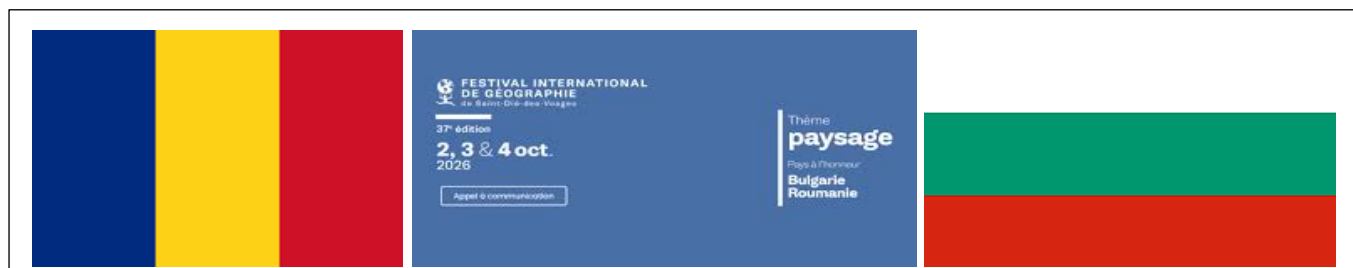 FESTIVAL INTERNATIONAL
DE GÉOGRAPHIE
de Saint-Dié-des-Vosges
37e édition
2, 3 & 4 oct.
2026
Appel à communication
Thème
paysage
Pays à l'honneur
Bulgarie
Roumanie